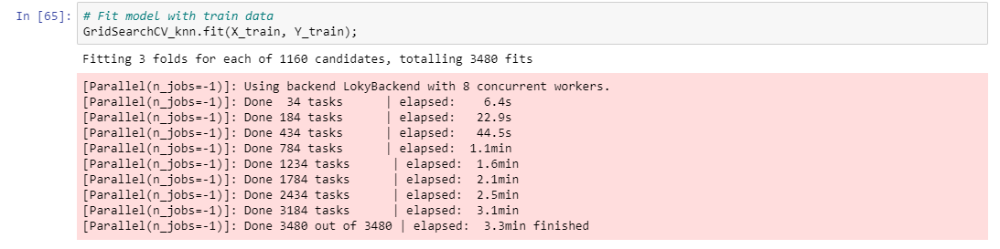 In [65]: # Fit model with train data
GridSearchCV_knn.fit(X_train, Y_train);
Fitting 3 folds for each of 1160 candidates, totalling 3480 fits
[Parallel(n_jobs=-1)]: Using backend LokyBackend with 8 concurrent workers.
[Parallel(n_jobs=-1)]: Done  34 tasks      | elapsed:    6.4s
[Parallel(n_jobs=-1)]: Done 184 tasks      | elapsed:   22.9s
[Parallel(n_jobs=-1)]: Done 434 tasks      | elapsed:   44.5s
[Parallel(n_jobs=-1)]: Done 784 tasks      | elapsed:  1.1min
[Parallel(n_jobs=-1)]: Done 1234 tasks      | elapsed:  1.6min
[Parallel(n_jobs=-1)]: Done 1784 tasks      | elapsed:  2.1min
[Parallel(n_jobs=-1)]: Done 2434 tasks      | elapsed:  2.5min
[Parallel(n_jobs=-1)]: Done 3184 tasks      | elapsed:  3.1min
[Parallel(n_jobs=-1)]: Done 3480 out of 3480 | elapsed:  3.3min finished